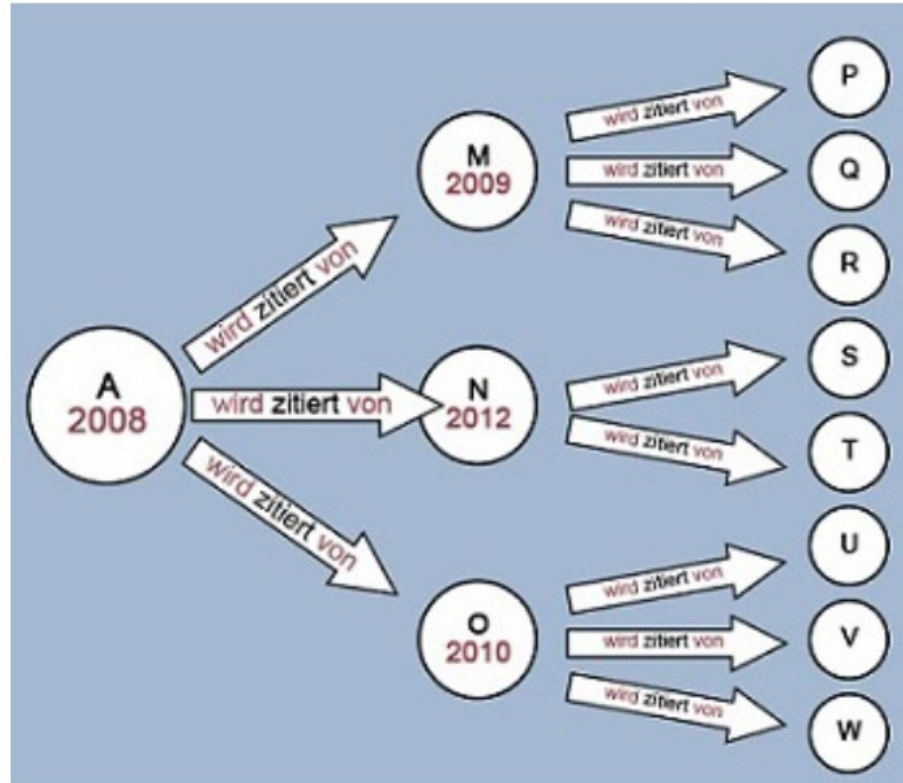 A
2008
wird zitiert von
wird zitiert von
wird zitiert von
M
2009
N
2012
O
2010
wird zitiert von
wird zitiert von
wird zitiert von
wird zitiert von
wird zitiert von
wird zitiert von
wird zitiert von
wird zitiert von
P
Q
R
S
T
U
V
W